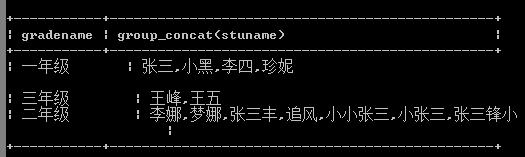 gradename | group_concat(stuname) |
一年级 | 张三,小黑,李四,珍妮
三年级 | 王峰,王五
二年级 | 李娜,梦娜,张三丰,追风,小小张三,小张三,张三锋小
|